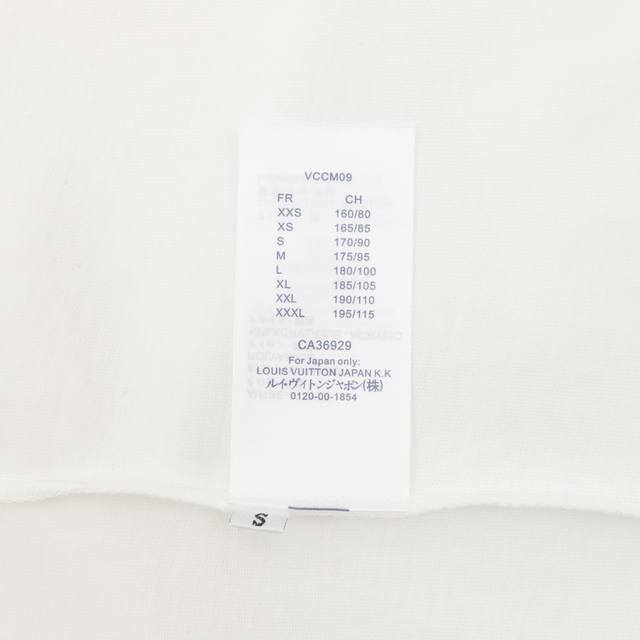 VCCM09
FR CH
XXS 160/80
XS 165/85
S 170/90
M 175/95
L 180/100
XL 185/105
XXL 190/110
XXXL 195/115
CA36929
For Japan only:
LOUIS VUITTON JAPAN K.K
ルイ・ヴィトンジャポン(株)
0120-00-1854
S